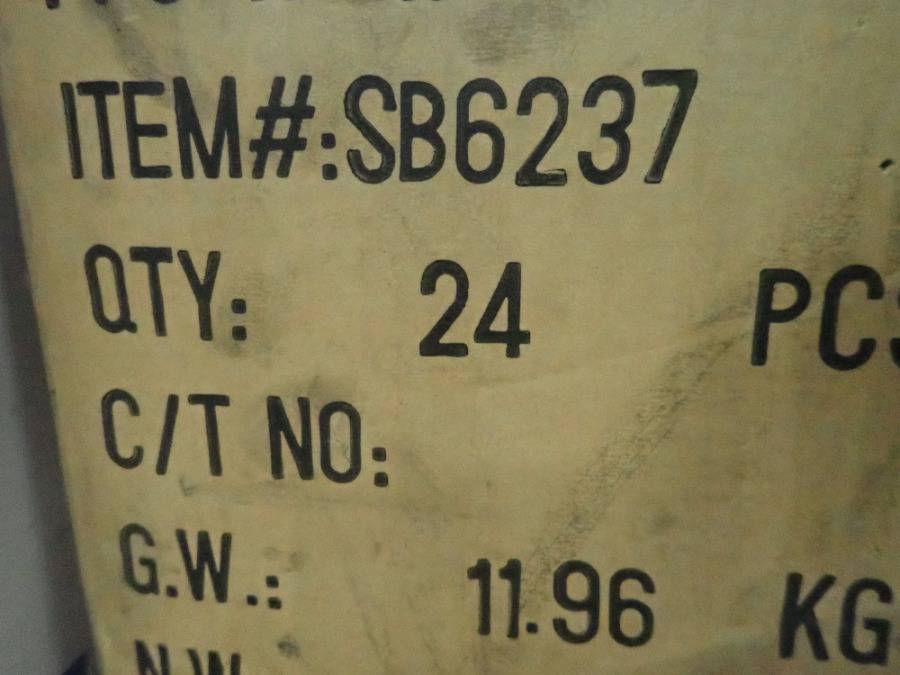 ITEM#:SB6237
QTY: 24 PCS
C/T NO:
G.W.: 11.96 KG
N.W.